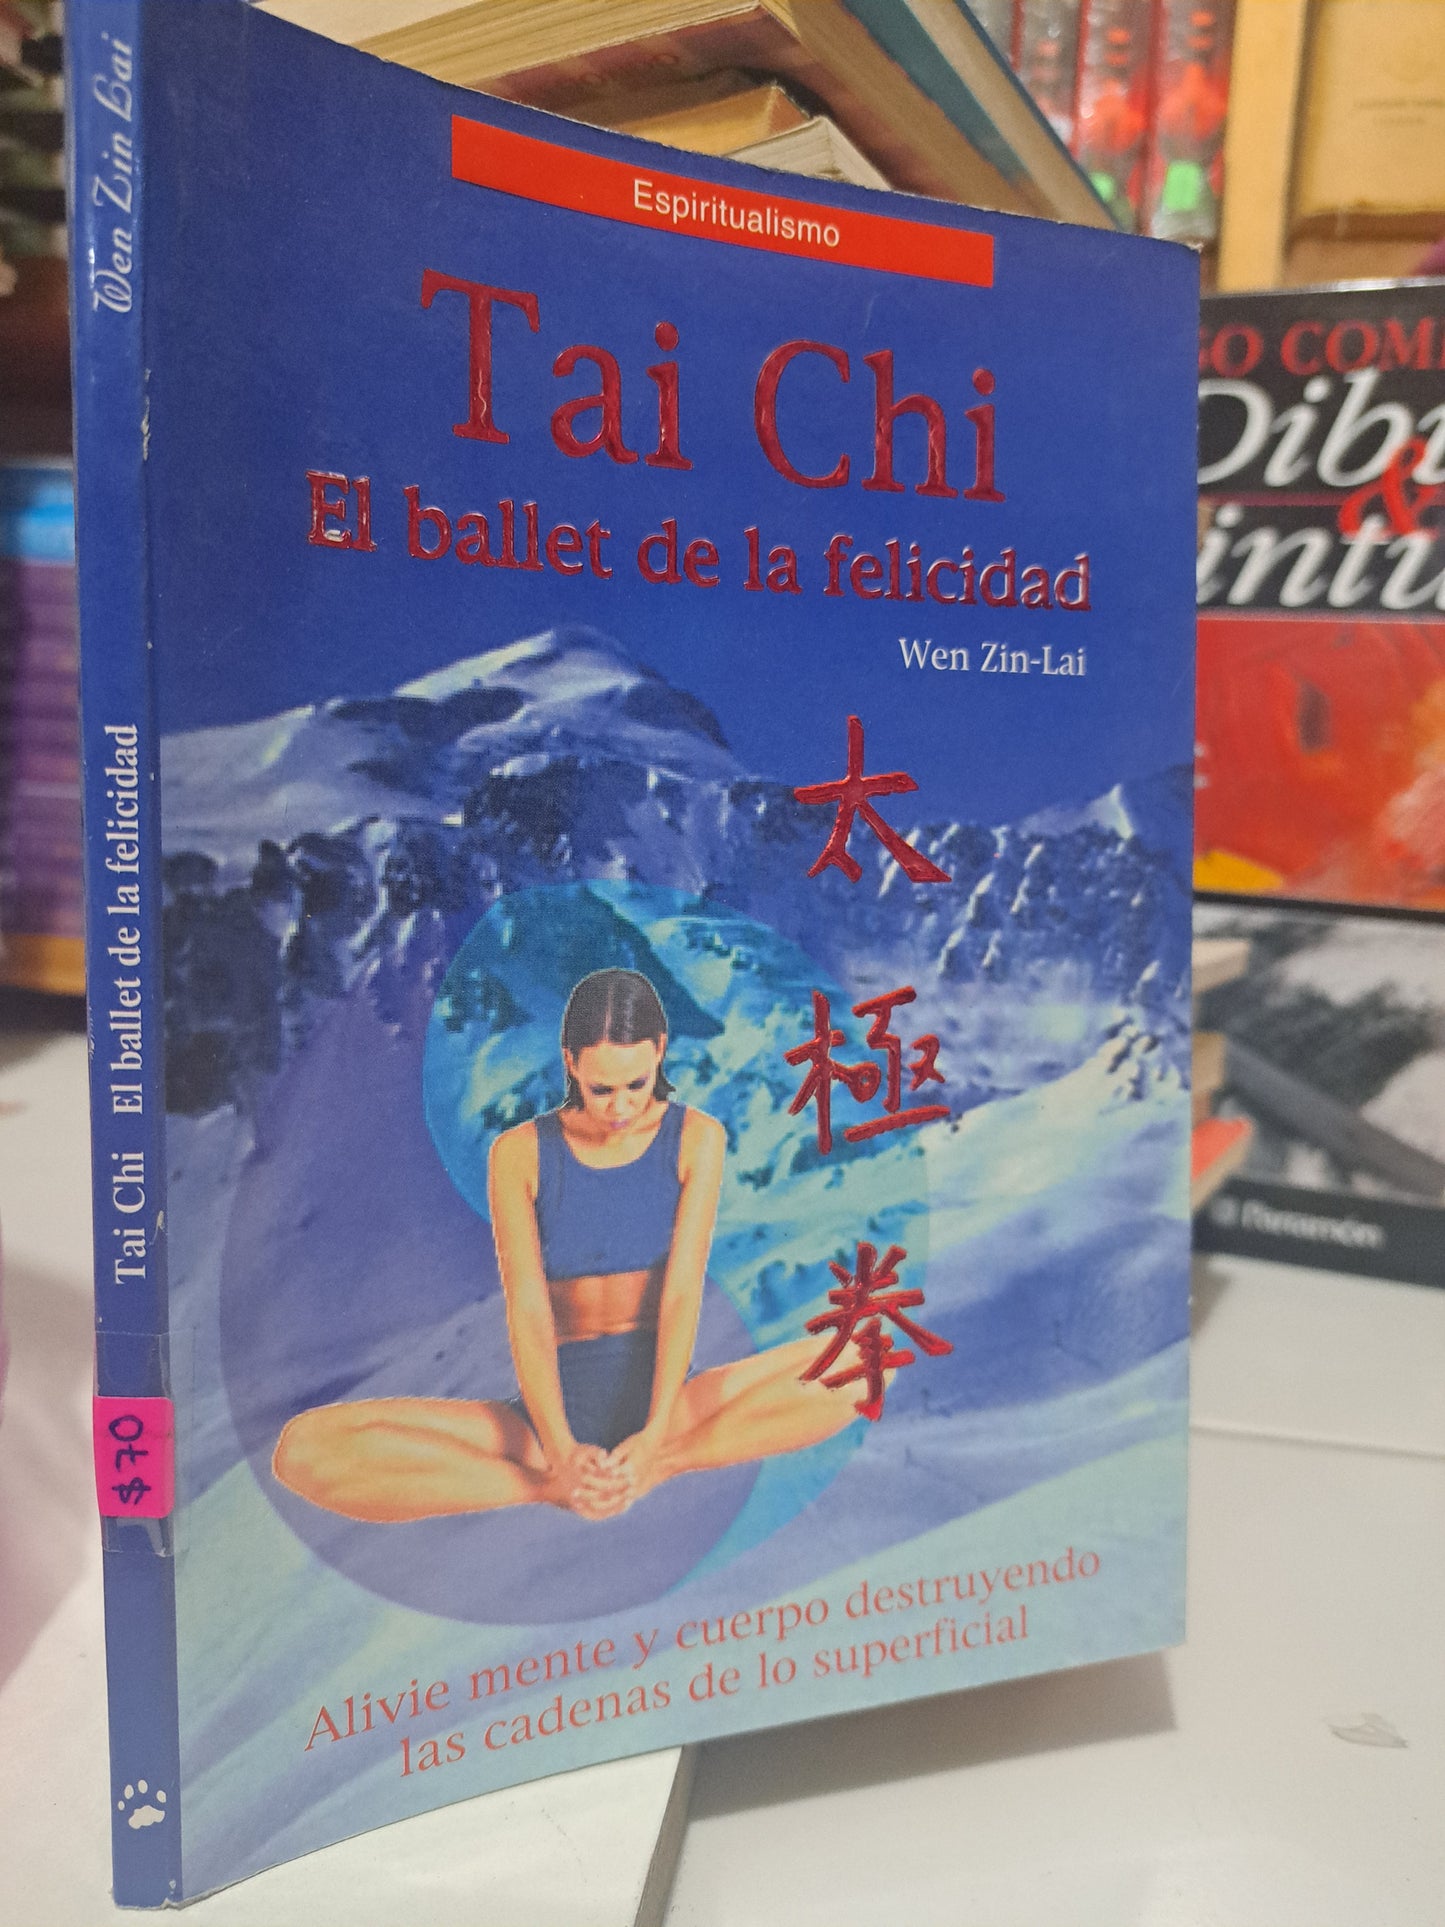 Wen Zin Lai
Tai Chi El ballet de la felicidad
$70
Espiritualismo
Tai Chi
El ballet de la felicidad
Wen Zin-Lai
太
極
拳
Alivie mente y cuerpo destruyendo
las cadenas de lo superficial
&
Parramón